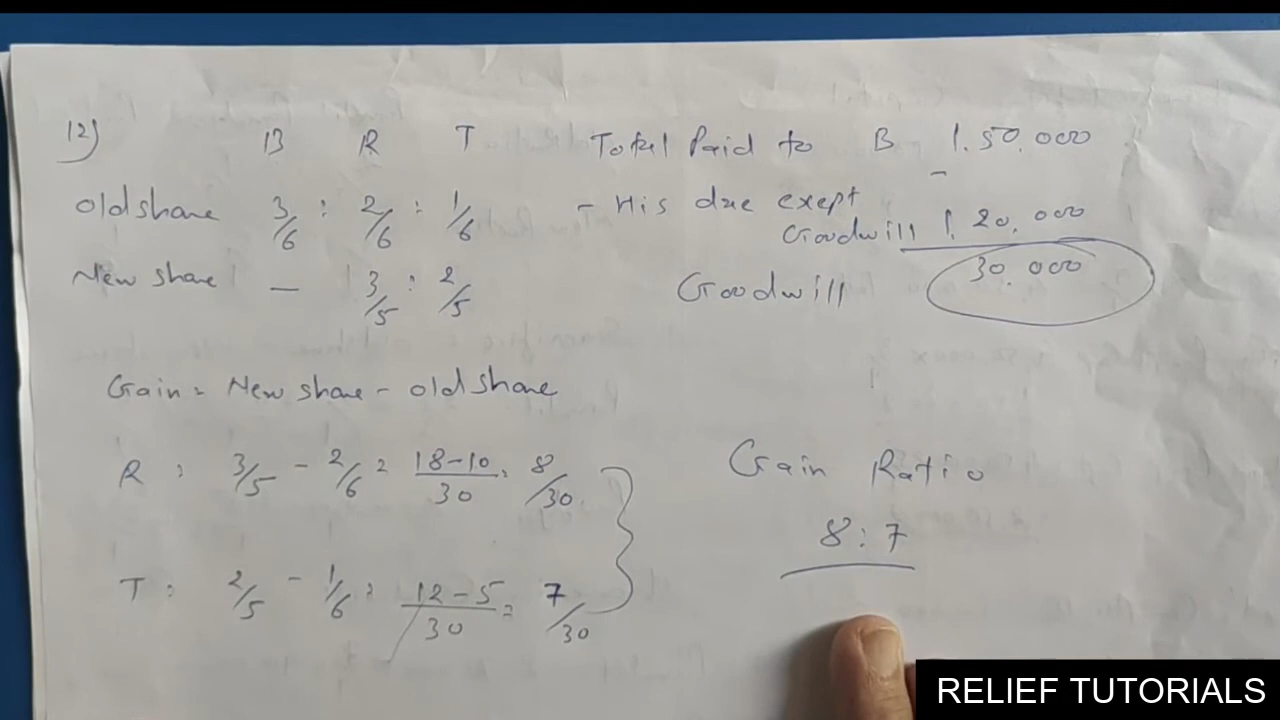 12)
B R T
Old share 3/6 : 2/6 : 1/6
New share — 3/5 : 2/5
Total Paid to B 1.50.000
- His due exept
Goodwill 1.20.000
Goodwill 30.000
Gain = New share - old share
R = 3/5 - 2/6 = 18-10/30 = 8/30
T = 2/5 - 1/6 = 12-5/30 = 7/30
Gain Ratio
8:7
RELIEF TUTORIALS